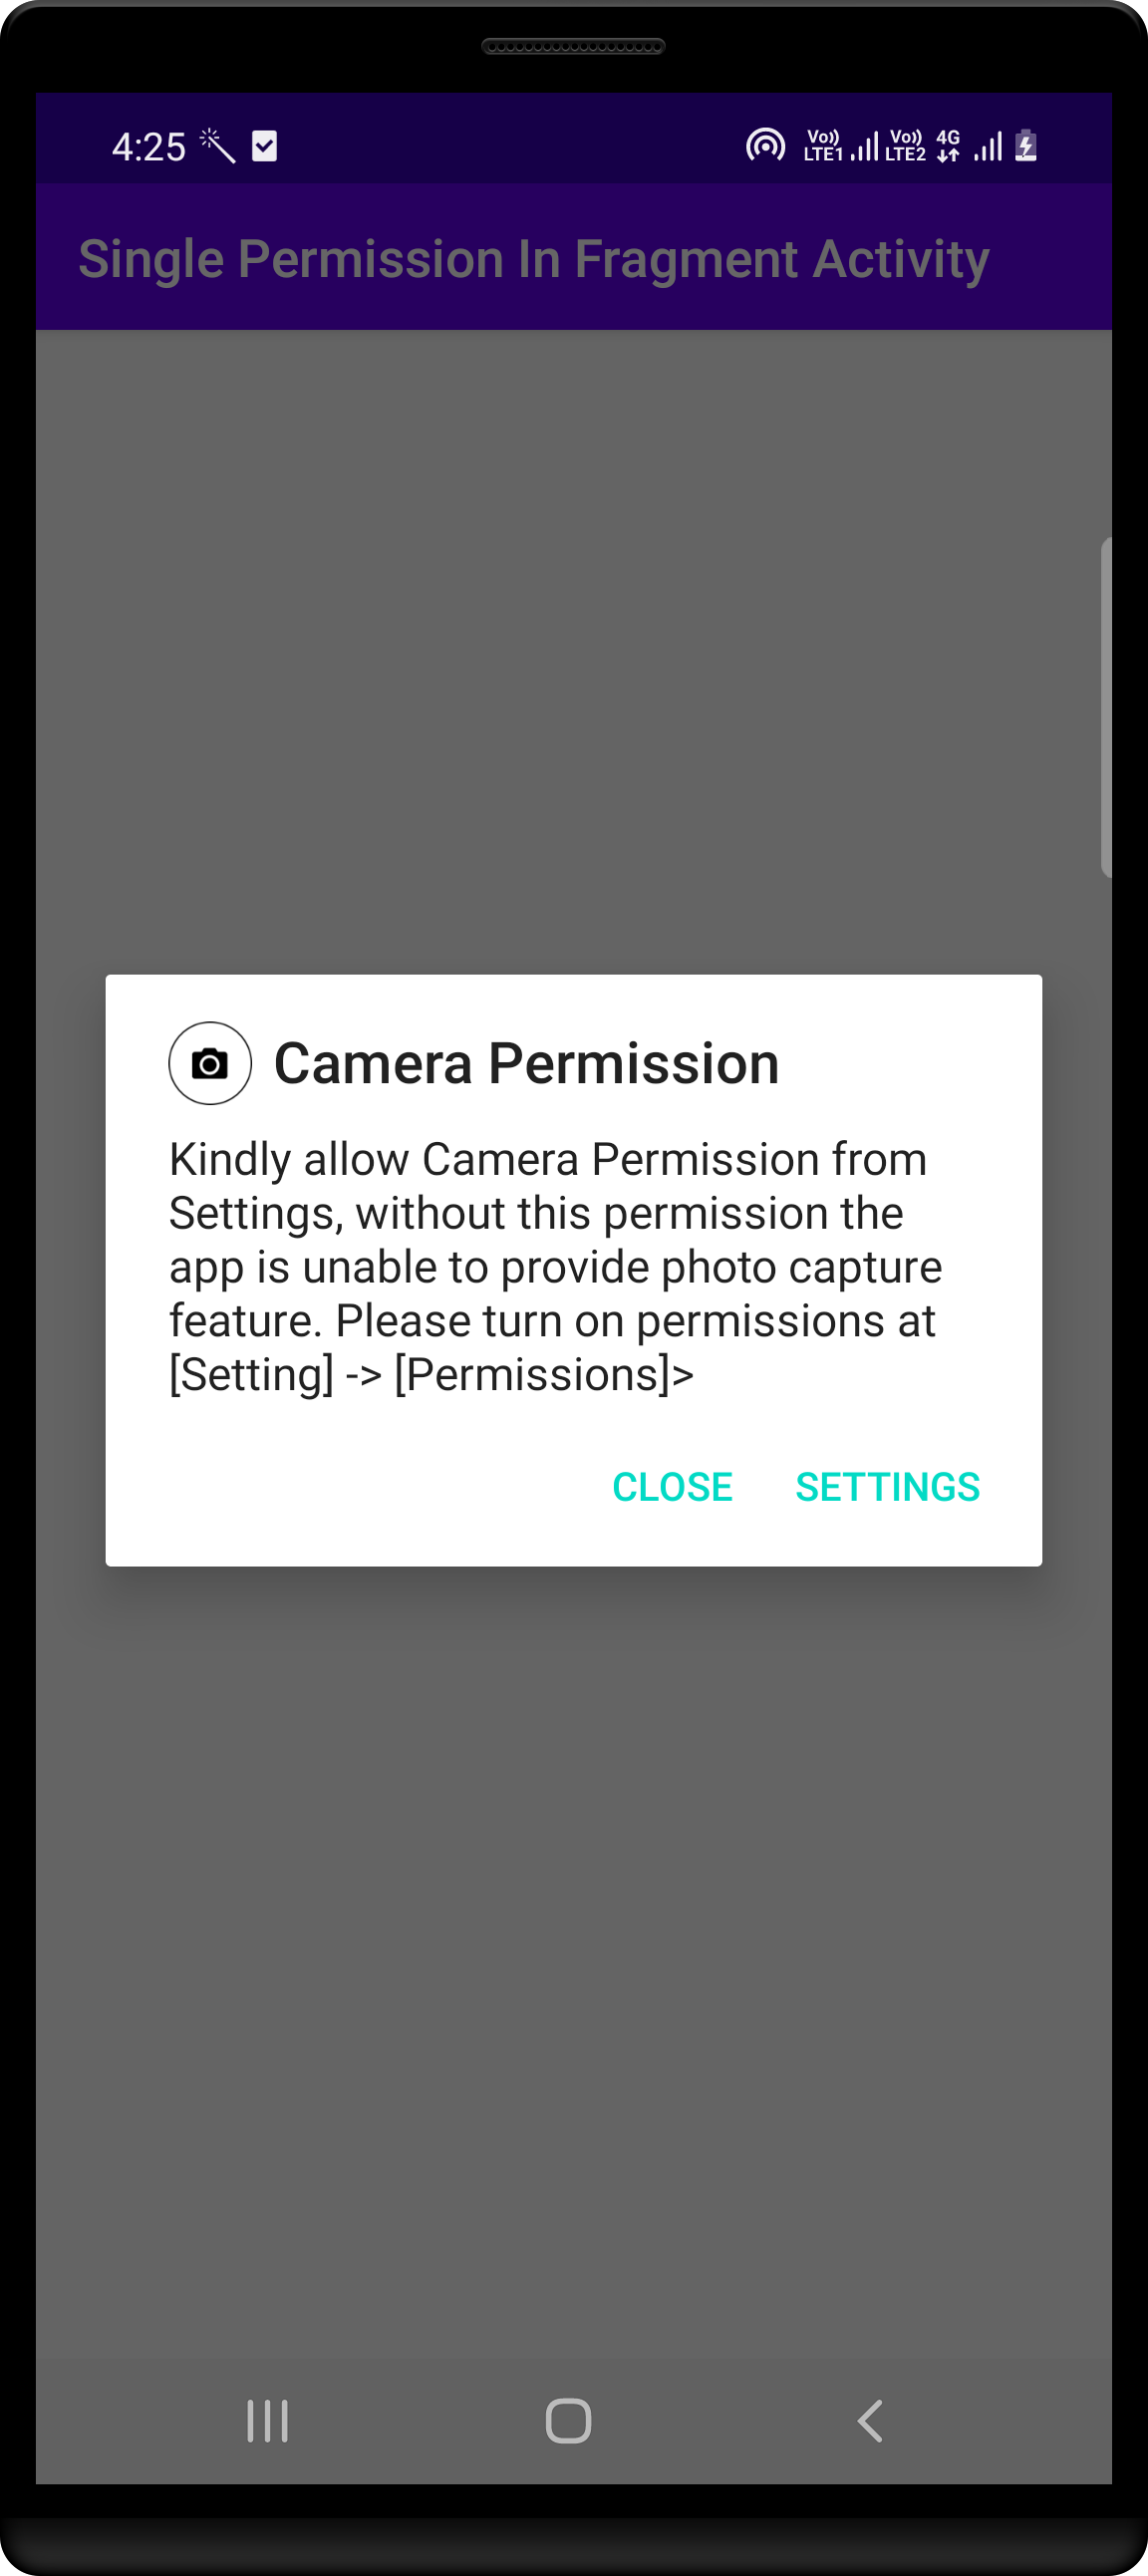 4:25
Vo)) LTE1 Vo)) LTE2 4G
Single Permission In Fragment Activity
Camera Permission
Kindly allow Camera Permission from
Settings, without this permission the
app is unable to provide photo capture
feature. Please turn on permissions at
[Setting] -> [Permissions]>
CLOSE SETTINGS